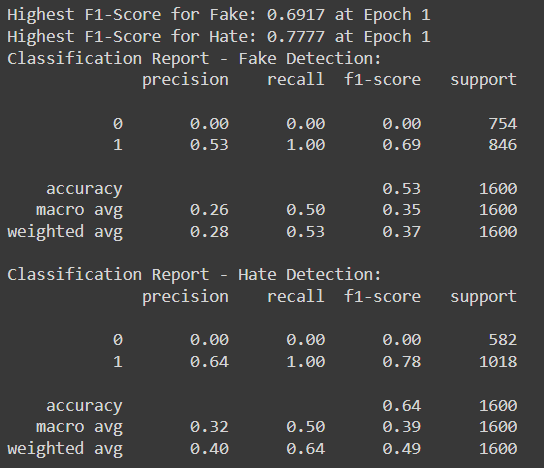 Highest F1-Score for Fake: 0.6917 at Epoch 1
Highest F1-Score for Hate: 0.7777 at Epoch 1
Classification Report - Fake Detection:
precision recall f1-score support
0 0.00 0.00 0.00 754
1 0.53 1.00 0.69 846
accuracy 0.53 1600
macro avg 0.26 0.50 0.35 1600
weighted avg 0.28 0.53 0.37 1600
Classification Report - Hate Detection:
precision recall f1-score support
0 0.00 0.00 0.00 582
1 0.64 1.00 0.78 1018
accuracy 0.64 1600
macro avg 0.32 0.50 0.39 1600
weighted avg 0.40 0.64 0.49 1600